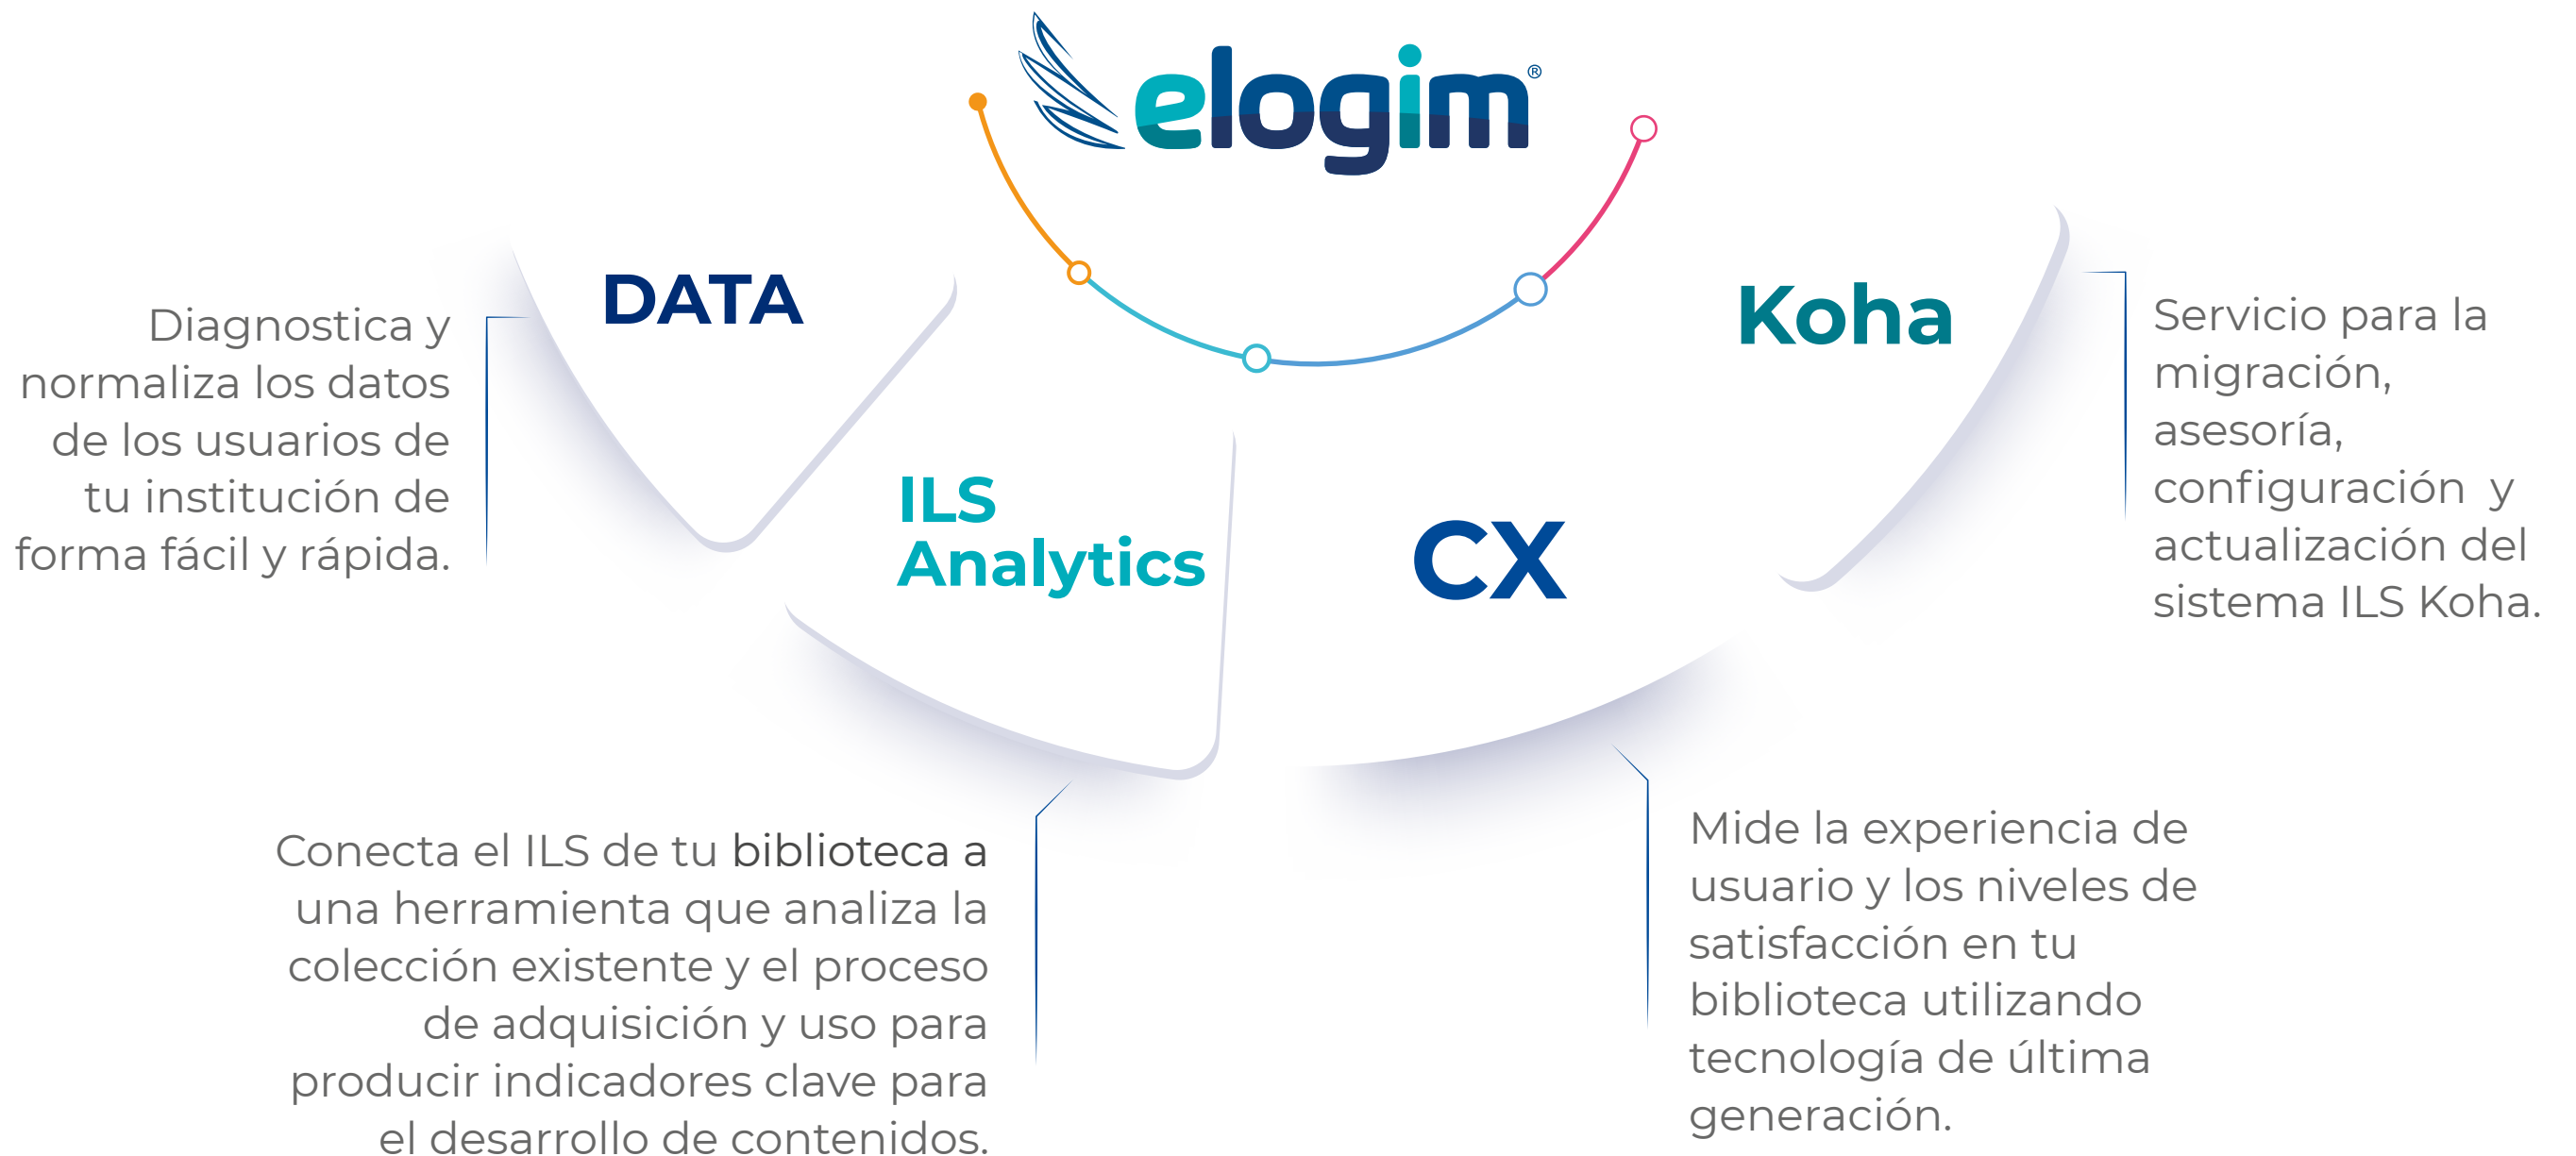 elogim®
DATA
Diagnostica y
normaliza los datos
de los usuarios de
tu institución de
forma fácil y rápida.
ILS
Analytics
Conecta el ILS de tu biblioteca a
una herramienta que analiza la
colección existente y el proceso
de adquisición y uso para
producir indicadores clave para
el desarrollo de contenidos.
CX
Mide la experiencia de
usuario y los niveles de
satisfacción en tu
biblioteca utilizando
tecnología de última
generación.
Koha
Servicio para la
migración,
asesoría,
configuración  y
actualización del
sistema ILS Koha.